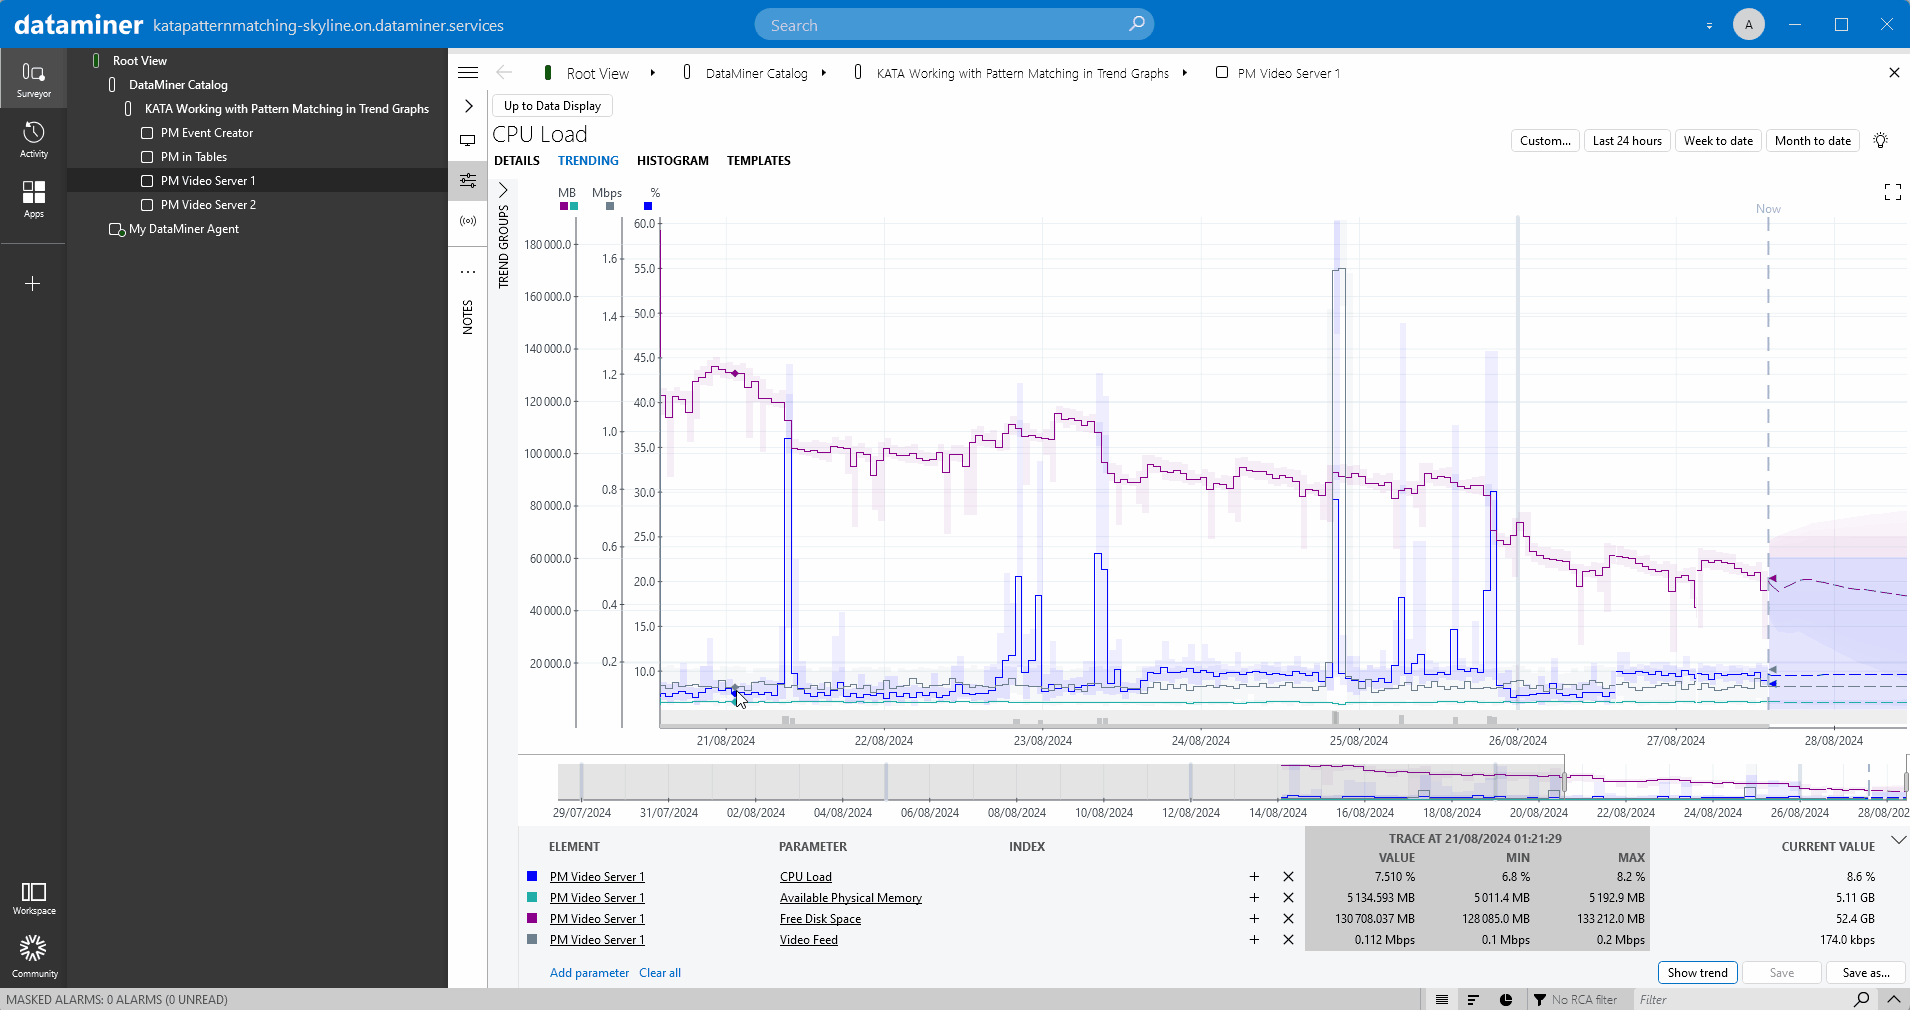 dataminer katapatternmatching-skyline.on.dataminer.services
Search
A
Surveyor
Activity
Apps
Workspace
Community
Root View
DataMiner Catalog
KATA Working with Pattern Matching in Trend Graphs
PM Event Creator
PM in Tables
PM Video Server 1
PM Video Server 2
My DataMiner Agent
NOTES
Root View DataMiner Catalog KATA Working with Pattern Matching in Trend Graphs PM Video Server 1
Up to Data Display
CPU Load
Custom... Last 24 hours Week to date Month to date
DETAILS TRENDING HISTOGRAM TEMPLATES
TREND GROUPS
MB Mbps %
Now
180 000.0
160 000.0
140 000.0
120 000.0
100 000.0
80 000.0
60 000.0
40 000.0
20 000.0
1.6
1.4
1.2
1.0
0.8
0.6
0.4
0.2
60.0
55.0
50.0
45.0
40.0
35.0
30.0
25.0
20.0
15.0
10.0
21/08/2024 22/08/2024 23/08/2024 24/08/2024 25/08/2024 26/08/2024 27/08/2024 28/08/2024
29/07/2024 31/07/2024 02/08/2024 04/08/2024 06/08/2024 08/08/2024 10/08/2024 12/08/2024 14/08/2024 16/08/2024 18/08/2024 20/08/2024 22/08/2024 24/08/2024 26/08/2024 28/08/202
TRACE AT 21/08/2024 01:21:29
ELEMENT PARAMETER INDEX VALUE MIN MAX CURRENT VALUE
PM Video Server 1 CPU Load 7.510 % 6.8 % 8.2 % 8.6 %
PM Video Server 1 Available Physical Memory 5 134.593 MB 5 011.4 MB 5 192.9 MB 5.11 GB
PM Video Server 1 Free Disk Space 130 708.037 MB 128 085.0 MB 133 212.0 MB 52.4 GB
PM Video Server 1 Video Feed 0.112 Mbps 0.1 Mbps 0.2 Mbps 174.0 kbps
Add parameter Clear all
Show trend Save Save as...
MASKED ALARMS: 0 ALARMS (0 UNREAD) No RCA filter Filter